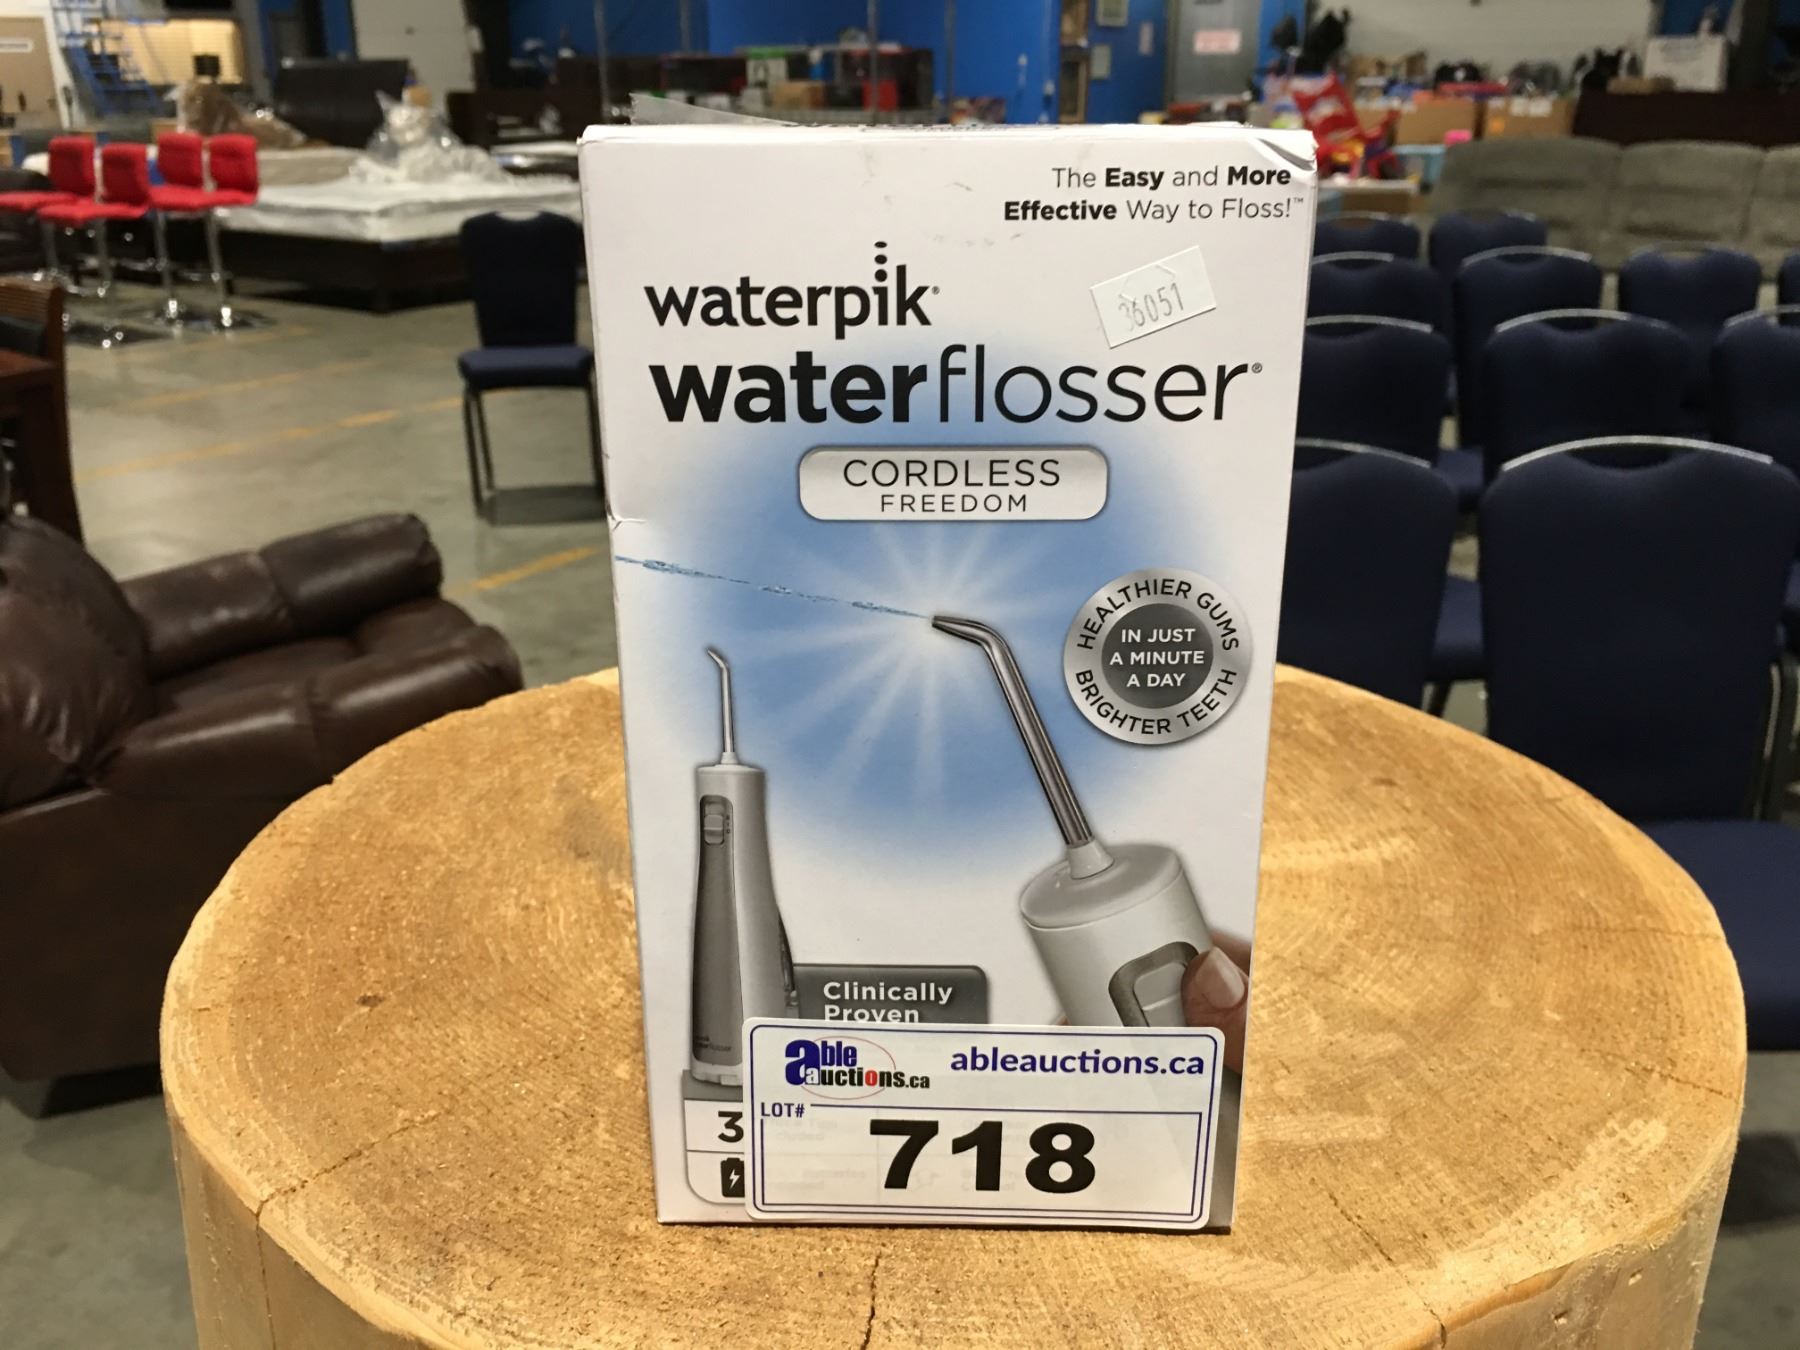 The Easy and More
Effective Way to Floss!™
waterpik®
36051
waterflosser®
CORDLESS
FREEDOM
HEALTHIER GUMS
IN JUST
A MINUTE
A DAY
BRIGHTER TEETH
Clinically
Proven
able
auctions.ca
ableauctions.ca
LOT#
718
3